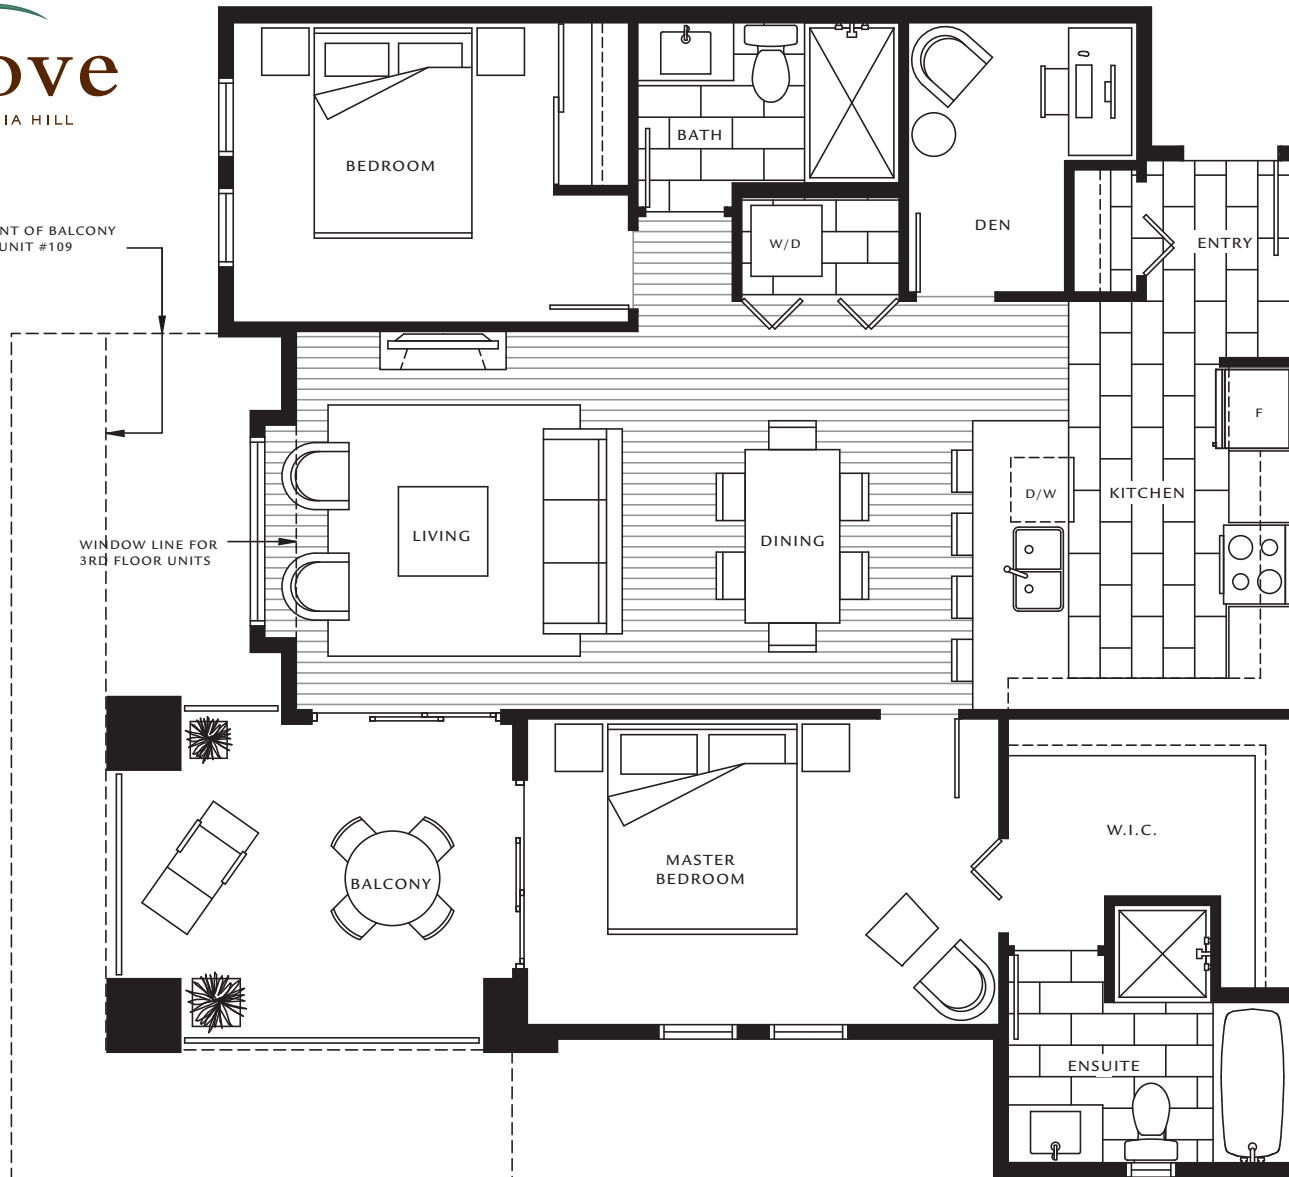 ove
IA HILL
NT OF BALCONY
UNIT #109
BEDROOM
BATH
W/D
DEN
ENTRY
F
D/W
KITCHEN
LIVING
DINING
WINDOW LINE FOR
3RD FLOOR UNITS
BALCONY
MASTER
BEDROOM
W.I.C.
ENSUITE